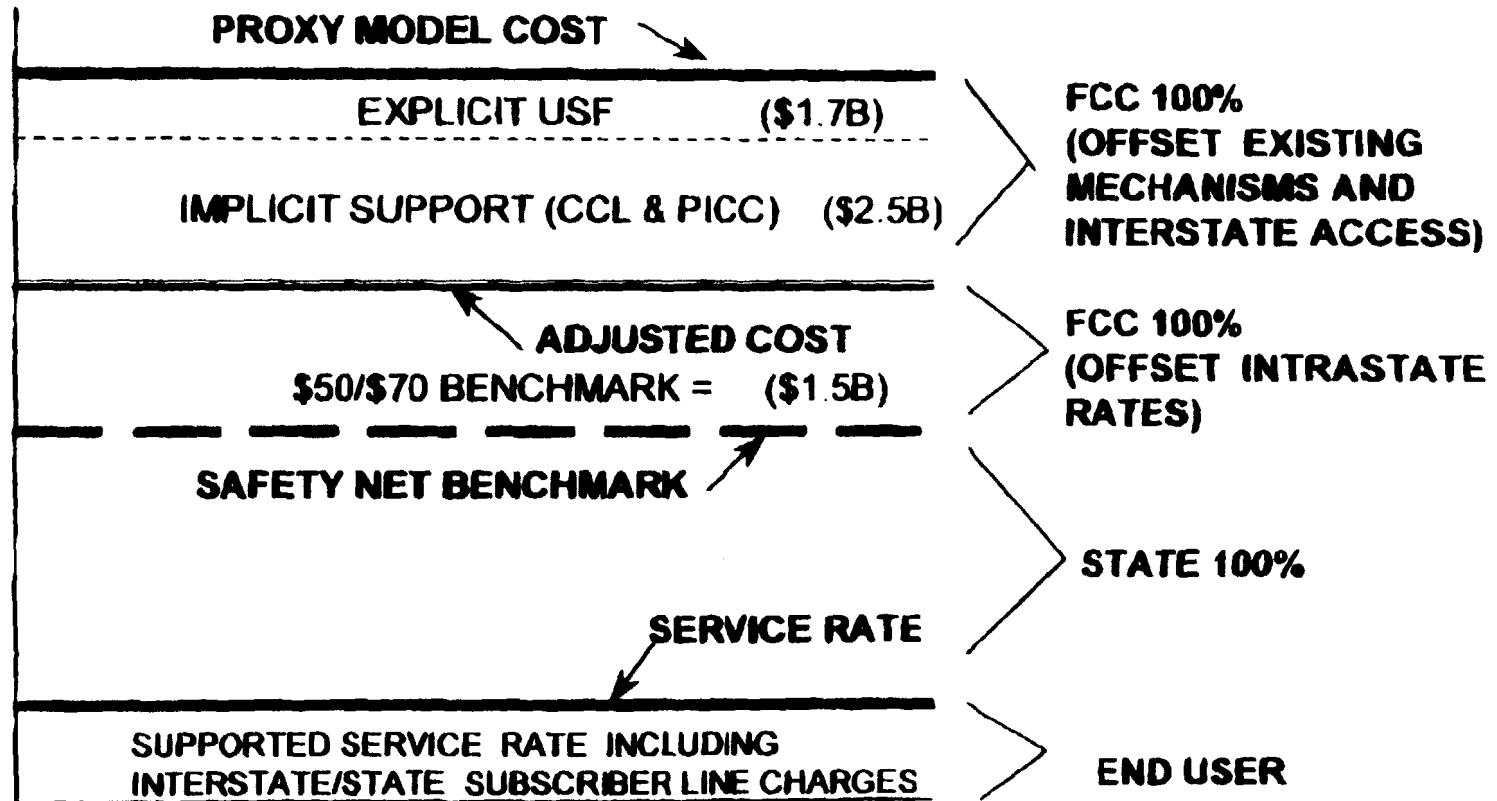 PROXY MODEL COST
EXPLICIT USF ($1.7B)
IMPLICIT SUPPORT (CCL & PICC) ($2.5B)
FCC 100%
(OFFSET EXISTING
MECHANISMS AND
INTERSTATE ACCESS)
ADJUSTED COST
$50/$70 BENCHMARK = ($1.5B)
FCC 100%
(OFFSET INTRASTATE
RATES)
SAFETY NET BENCHMARK
STATE 100%
SERVICE RATE
SUPPORTED SERVICE RATE INCLUDING
INTERSTATE/STATE SUBSCRIBER LINE CHARGES
END USER